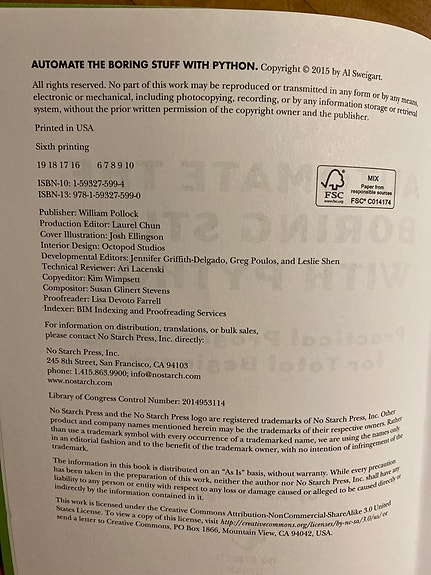 AUTOMATE THE BORING STUFF WITH PYTHON. Copyright © 2015 by Al Sweigart.
All rights reserved. No part of this work may be reproduced or transmitted in any form or by any means,
electronic or mechanical, including photocopying, recording, or by any information storage or retrieval
system, without the prior written permission of the copyright owner and the publisher.
Printed in USA
Sixth printing
19 18 17 16 6 7 8 9 10
ISBN-10: 1-59327-599-4
ISBN-13: 978-1-59327-599-0
FSC
www.fsc.org
MIX
Paper from
responsible sources
FSC® C014174
Publisher: William Pollock
Production Editor: Laurel Chun
Cover Illustration: Josh Ellingson
Interior Design: Octopod Studios
Developmental Editors: Jennifer Griffith-Delgado, Greg Poulos, and Leslie Shen
Technical Reviewer: Ari Lacenski
Copyeditor: Kim Wimpsett
Compositor: Susan Glinert Stevens
Proofreader: Lisa Devoto Farrell
Indexer: BIM Indexing and Proofreading Services
For information on distribution, translations, or bulk sales,
please contact No Starch Press, Inc. directly:
No Starch Press, Inc.
245 8th Street, San Francisco, CA 94103
phone: 1.415.863.9900; info@nostarch.com
www.nostarch.com
Library of Congress Control Number: 2014953114
No Starch Press and the No Starch Press logo are registered trademarks of No Starch Press, Inc. Other
product and company names mentioned herein may be the trademarks of their respective owners. Rather
than use a trademark symbol with every occurrence of a trademarked name, we are using the names only
in an editorial fashion and to the benefit of the trademark owner, with no intention of infringement of the
trademark.
The information in this book is distributed on an "As Is" basis, without warranty. While every precaution
has been taken in the preparation of this work, neither the author nor No Starch Press, Inc. shall have any
liability to any person or entity with respect to any loss or damage caused or alleged to be caused directly or
indirectly by the information contained in it.
This work is licensed under the Creative Commons Attribution-NonCommercial-ShareAlike 3.0 United
States License. To view a copy of this license, visit http://creativecommons.org/licenses/by-nc-sa/3.0/us/ or
send a letter to Creative Commons, PO Box 1866, Mountain View, CA 94042, USA.